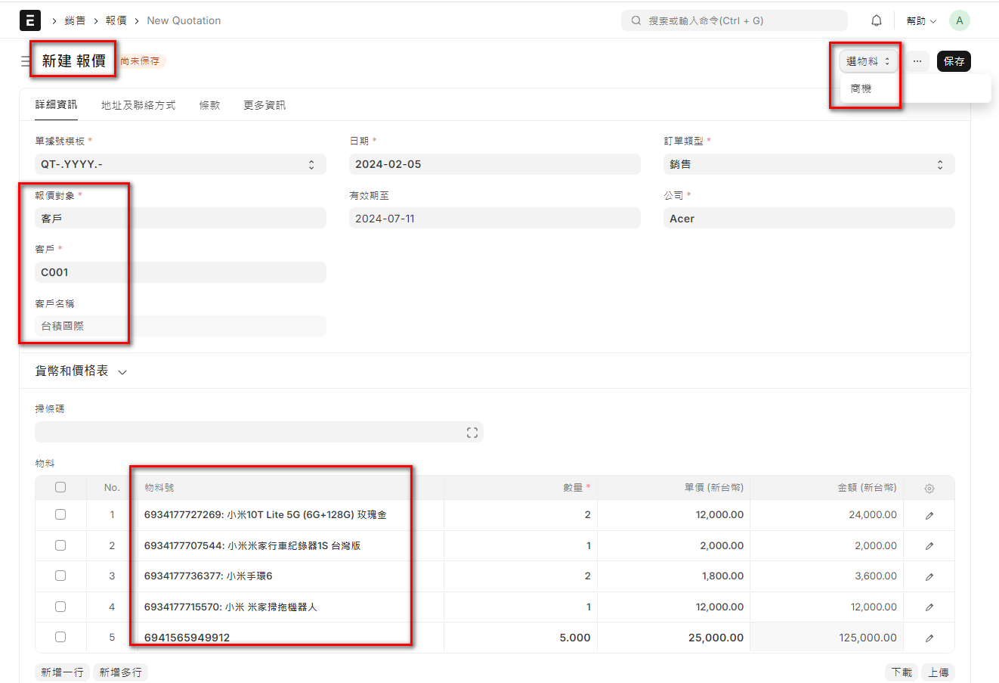 E
銷售
報價
New Quotation
搜索或輸入命令(Ctrl + G)
幫助
A
新建 報價
尚未保存
選物料
···
保存
商機
詳細資訊
地址及聯絡方式
條款
更多資訊
單據號模板 *
日期 *
訂單類型 *
QT-.YYYY.-
2024-02-05
銷售
報價對象 *
有效期至
公司 *
客戶
2024-07-11
Acer
客戶 *
C001
客戶名稱
台積國際
貨幣和價格表
掃條碼
物料
No. 物料號 數量 * 單價 (新台幣) 金額 (新台幣)
1 6934177727269: 小米10T Lite 5G (6G+128G) 玫瑰金 2 12,000.00 24,000.00
2 6934177707544: 小米米家行車紀錄器1S 台灣版 1 2,000.00 2,000.00
3 6934177736377: 小米手環6 2 1,800.00 3,600.00
4 6934177715570: 小米 米家掃拖機器人 1 12,000.00 12,000.00
5 6941565949912 5.000 25,000.00 125,000.00
新增一行 新增多行 下載 上傳